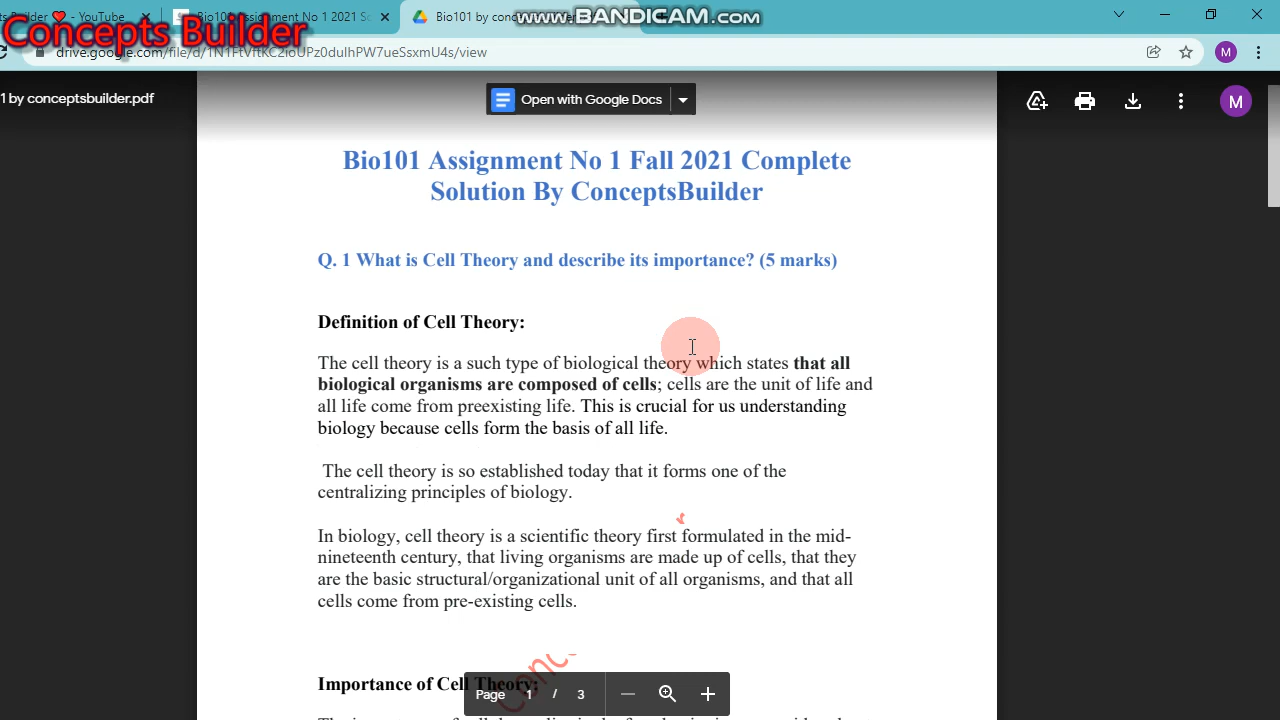 ❤️ - YouTube
Bio101 Assignment No 1 2021 So
Bio101 by con
www.BANDICAM.com
Concepts Builder
drive.google.com/file/d/1N1FtVftKC2ioUPz0dulhPW7ueSsxmU4s/view
M
1 by conceptsbuilder.pdf
Open with Google Docs
M
Bio101 Assignment No 1 Fall 2021 Complete
Solution By ConceptsBuilder
Q. 1 What is Cell Theory and describe its importance? (5 marks)
Definition of Cell Theory:
The cell theory is a such type of biological theory which states that all
biological organisms are composed of cells; cells are the unit of life and
all life come from preexisting life. This is crucial for us understanding
biology because cells form the basis of all life.
The cell theory is so established today that it forms one of the
centralizing principles of biology.
In biology, cell theory is a scientific theory first formulated in the mid-
nineteenth century, that living organisms are made up of cells, that they
are the basic structural/organizational unit of all organisms, and that all
cells come from pre-existing cells.
Conc
Importance of Cell Theory:
Page 1 / 3